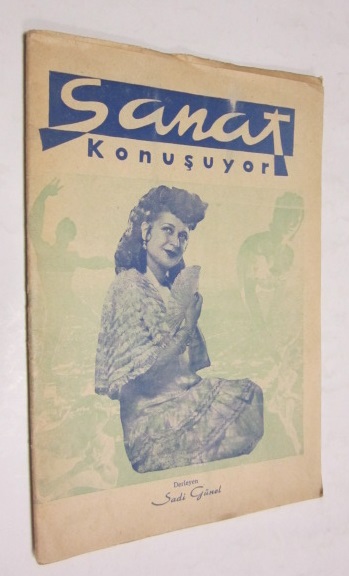 Sanat
Konuşuyor
Derleyen
Sadi Günel